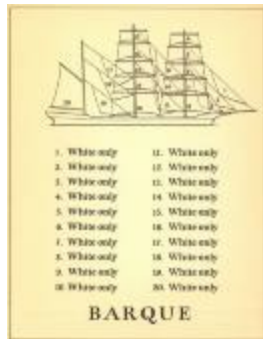 1. White only
2. White only
3. White only
4. White only
5. White only
6. White only
7. White only
8. White only
9. White only
10. White only
11. White only
12. White only
13. White only
14. White only
15. White only
16. White only
17. White only
18. White only
19. White only
20. White only
BARQUE